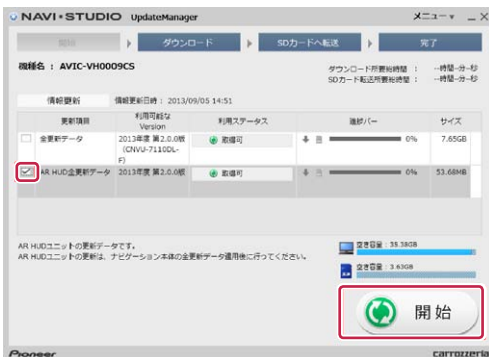 NAVI•STUDIO UpdateManager
メニュー
開始
ダウンロード
SDカードへ転送
完了
機種名 : AVIC-VH0009CS
ダウンロード所要総時間 : --時間-分-秒
SDカード転送所要総時間 : --時間-分-秒
情報更新 情報更新日時 : 2013/09/05 14:51
更新項目 利用可能なVersion 利用ステータス 進捗バー サイズ
全更新データ 2013年度 第2.0.0版 (CNVU-7110DL-F) 取得可 0% 7.65GB
AR HUD全更新データ 2013年度 第2.0.0版 取得可 0% 53.68MB
AR HUDユニットの更新データです。
AR HUDユニットの更新は、ナビゲーション本体の全更新データ適用後に行ってください。
空き容量 : 35.38GB
空き容量 : 3.63GB
開始
Pioneer
carrozzeria